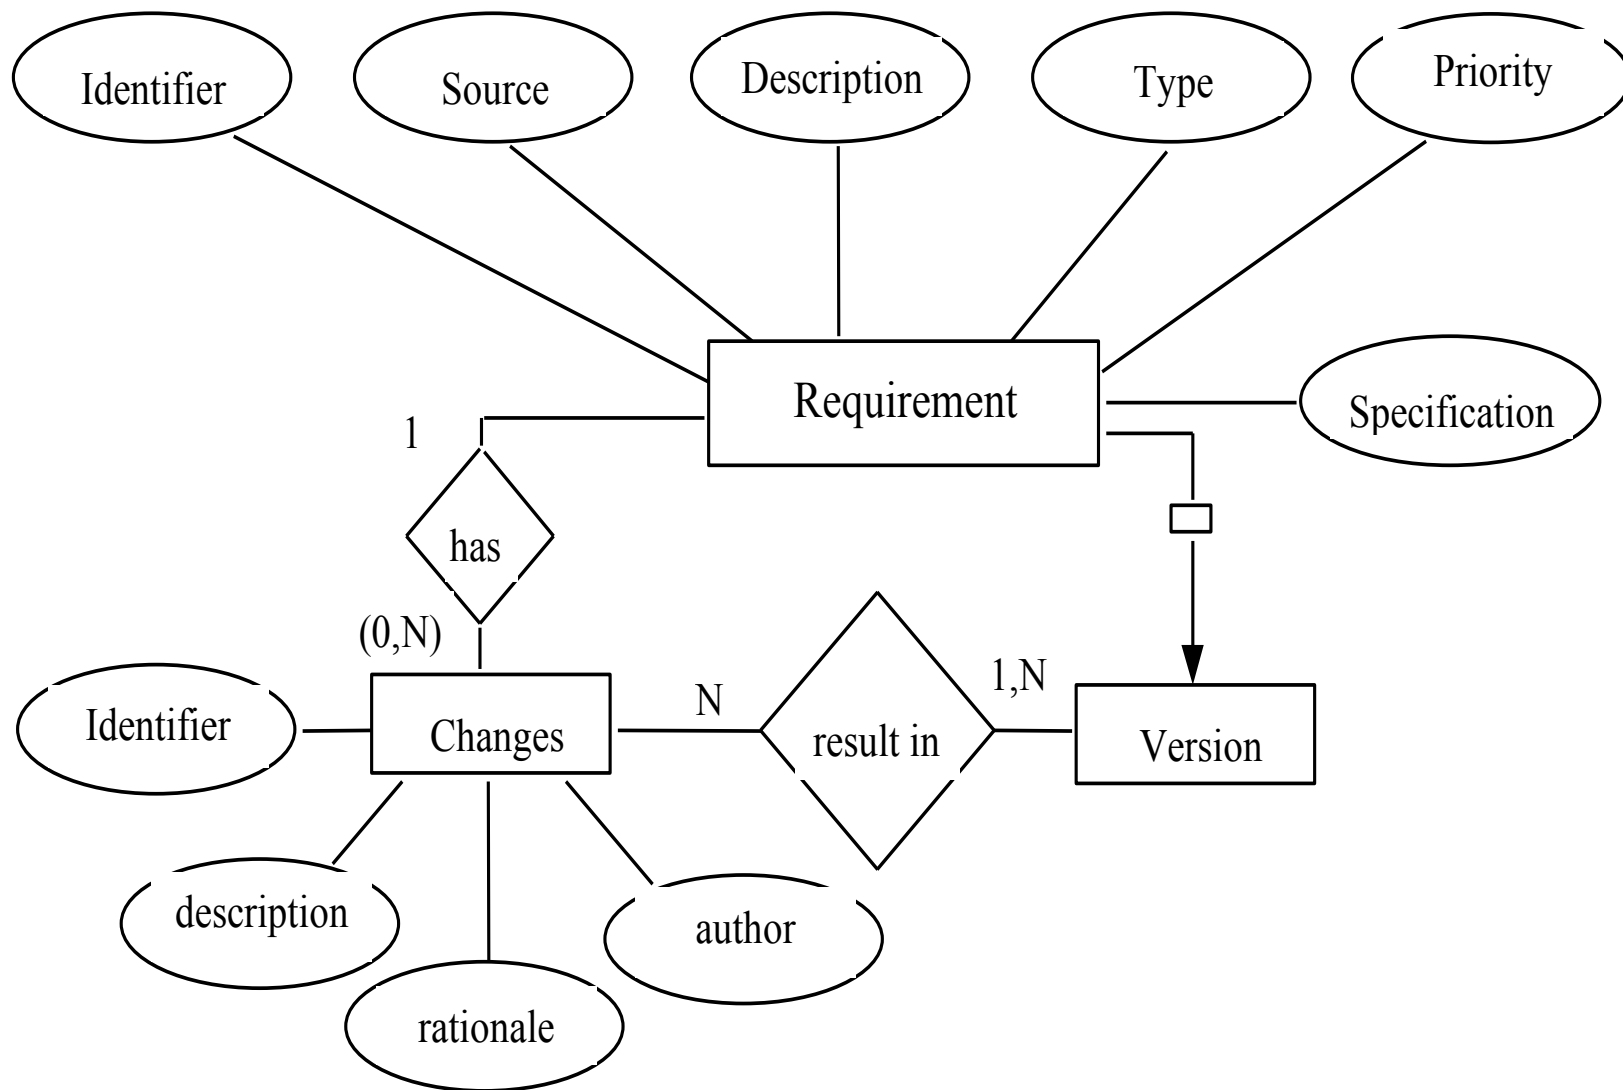 Identifier
Source
Description
Type
Priority
Requirement
Specification
1
has
(0,N)
Identifier
Changes
N
result in
1,N
Version
description
author
rationale